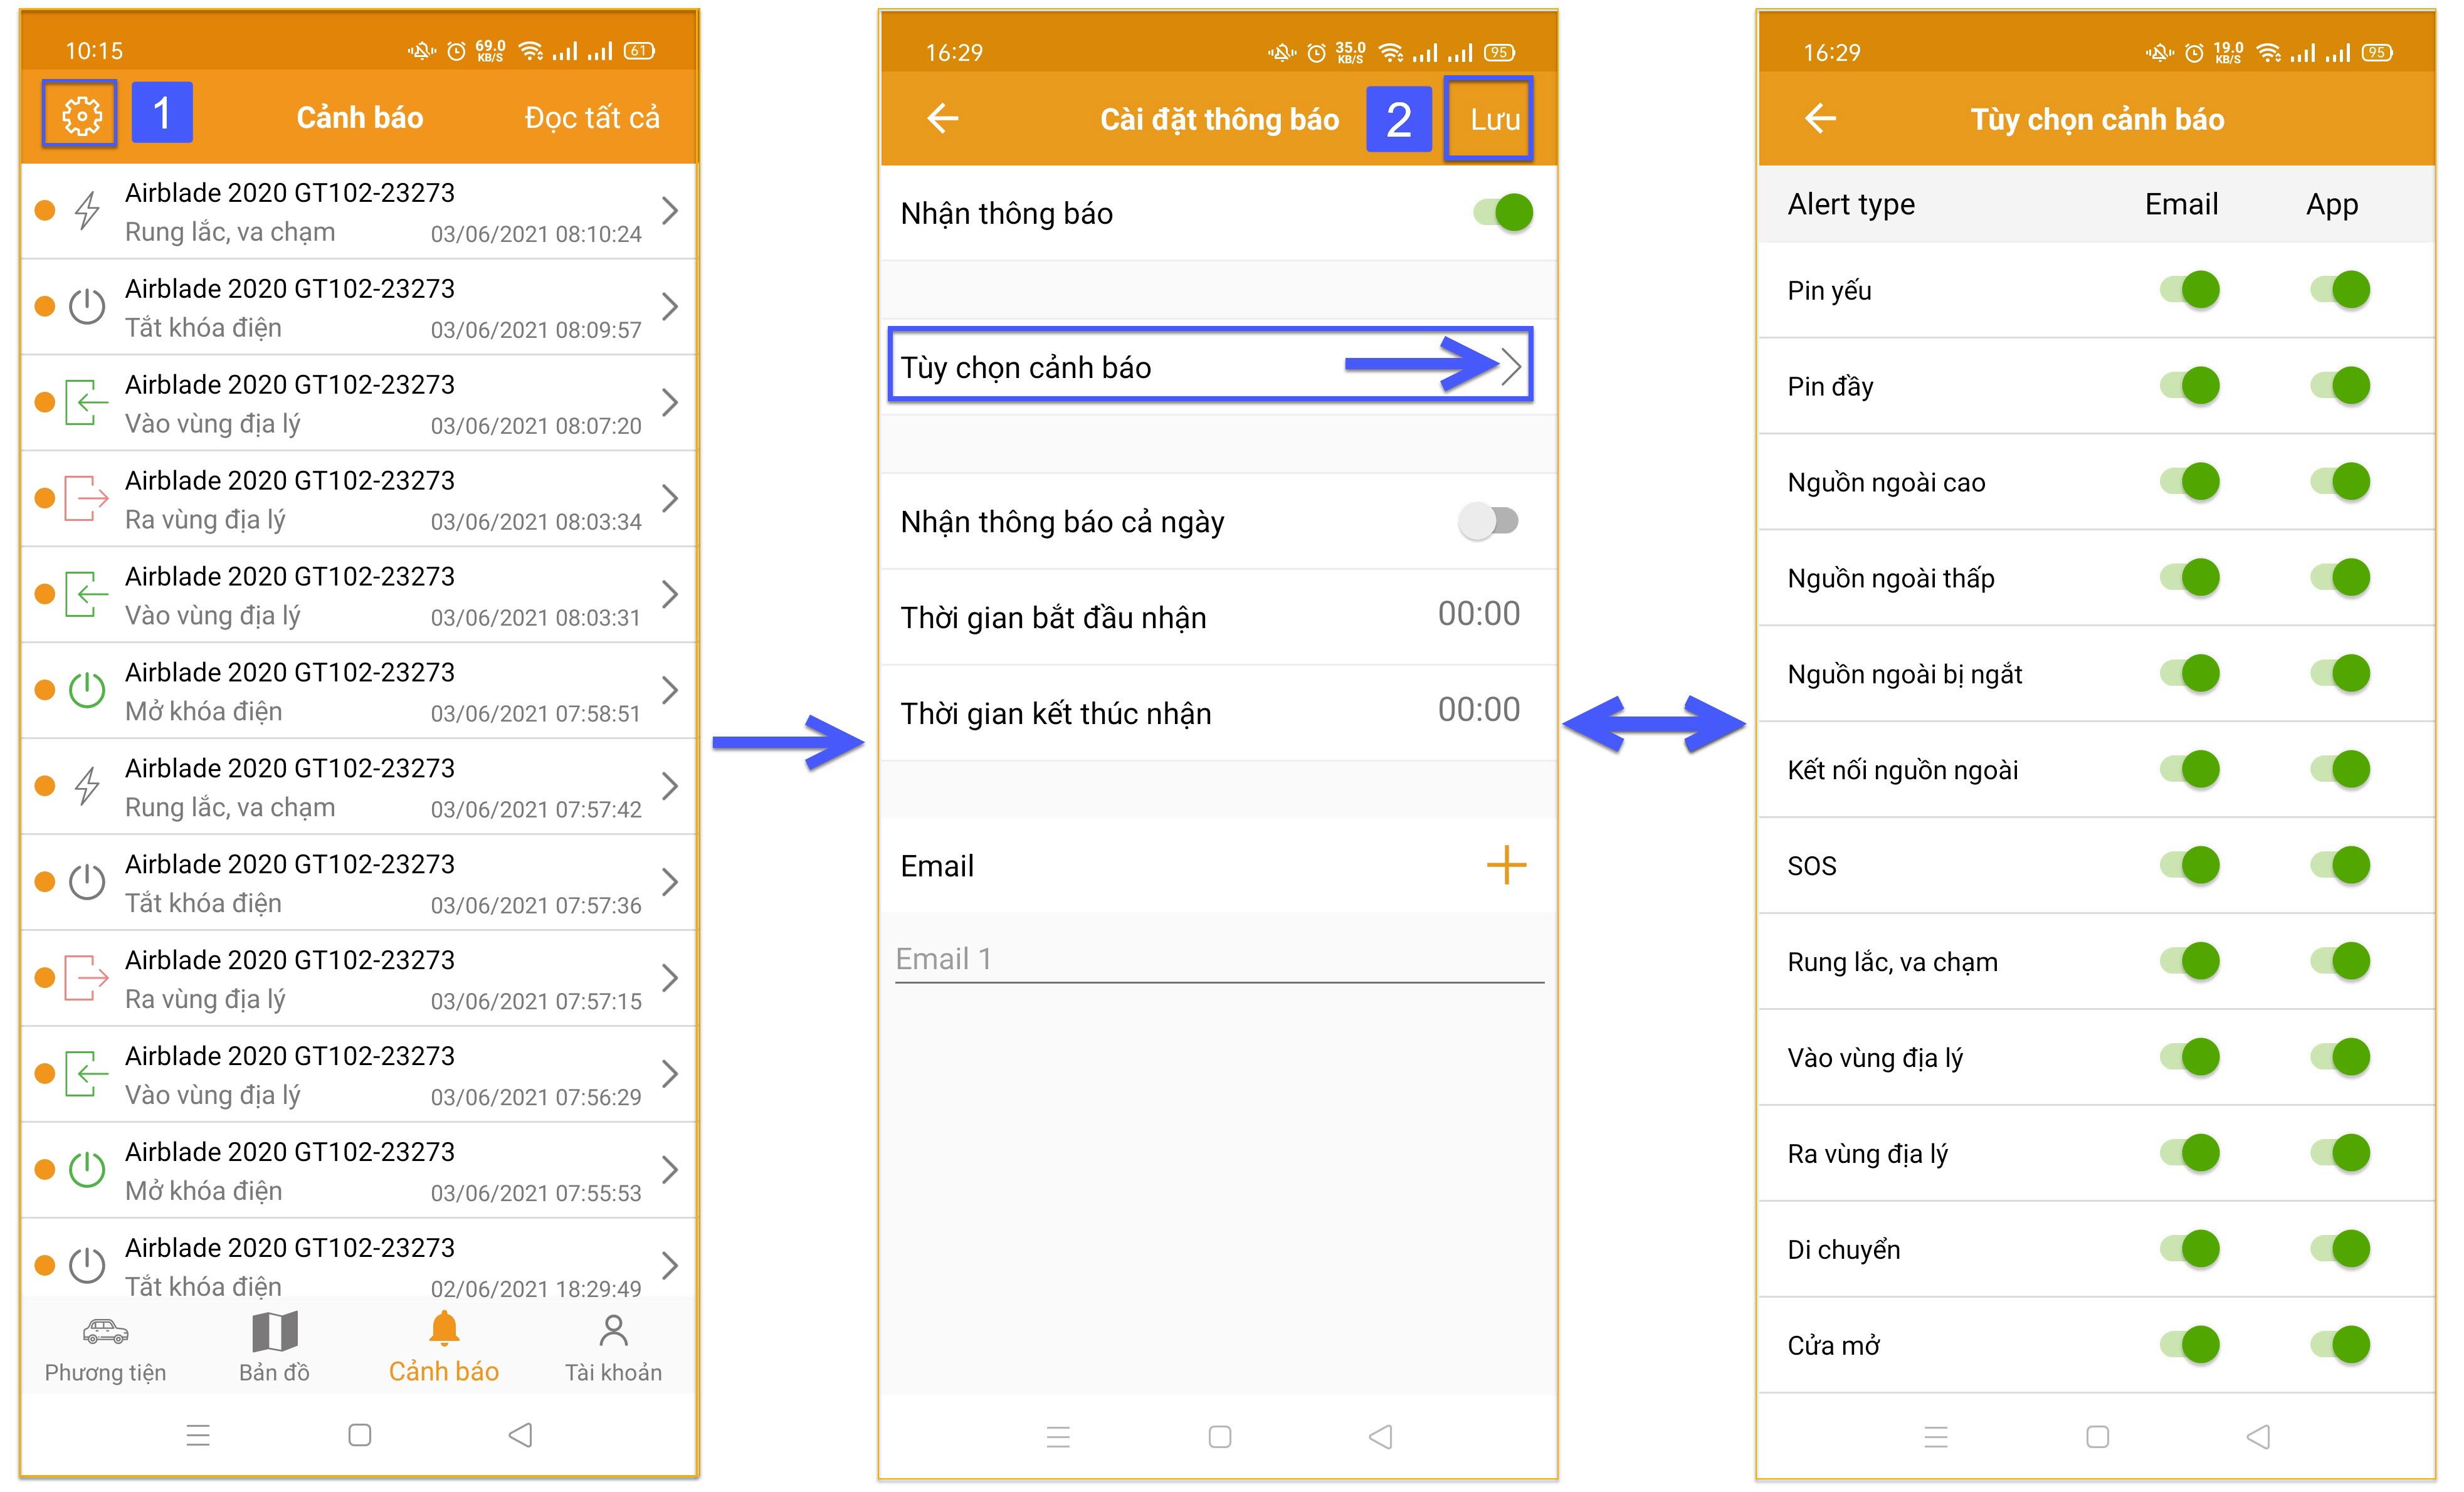 10:15
69.0
KB/S
61
1
Cảnh báo
Đọc tất cả
Airblade 2020 GT102-23273
Rung lắc, va chạm 03/06/2021 08:10:24
Airblade 2020 GT102-23273
Tắt khóa điện 03/06/2021 08:09:57
Airblade 2020 GT102-23273
Vào vùng địa lý 03/06/2021 08:07:20
Airblade 2020 GT102-23273
Ra vùng địa lý 03/06/2021 08:03:34
Airblade 2020 GT102-23273
Vào vùng địa lý 03/06/2021 08:03:31
Airblade 2020 GT102-23273
Mở khóa điện 03/06/2021 07:58:51
Airblade 2020 GT102-23273
Rung lắc, va chạm 03/06/2021 07:57:42
Airblade 2020 GT102-23273
Tắt khóa điện 03/06/2021 07:57:36
Airblade 2020 GT102-23273
Ra vùng địa lý 03/06/2021 07:57:15
Airblade 2020 GT102-23273
Vào vùng địa lý 03/06/2021 07:56:29
Airblade 2020 GT102-23273
Mở khóa điện 03/06/2021 07:55:53
Airblade 2020 GT102-23273
Tắt khóa điện 02/06/2021 18:29:49
Phương tiện
Bản đồ
Cảnh báo
Tài khoản
16:29
35.0
KB/S
95
Cài đặt thông báo
2
Lưu
Nhận thông báo
Tùy chọn cảnh báo
Nhận thông báo cả ngày
Thời gian bắt đầu nhận 00:00
Thời gian kết thúc nhận 00:00
Email
Email 1
16:29
19.0
KB/S
95
Tùy chọn cảnh báo
Alert type Email App
Pin yếu
Pin đầy
Nguồn ngoài cao
Nguồn ngoài thấp
Nguồn ngoài bị ngắt
Kết nối nguồn ngoài
SOS
Rung lắc, va chạm
Vào vùng địa lý
Ra vùng địa lý
Di chuyển
Cửa mở